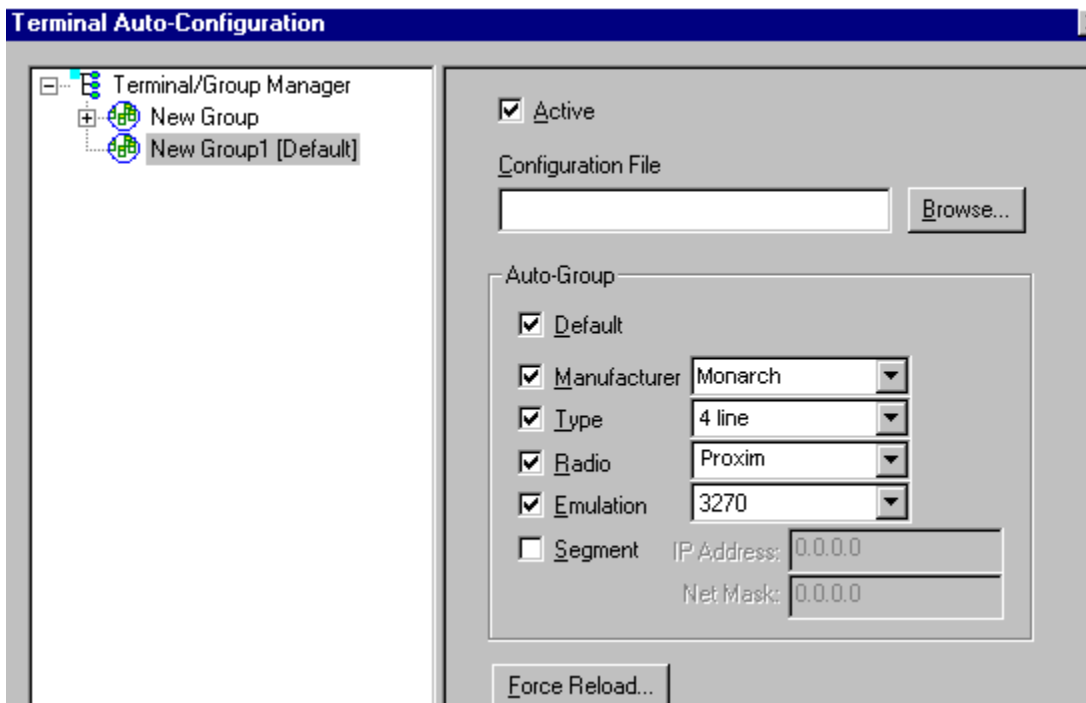 Terminal Auto-Configuration
Terminal/Group Manager
New Group
New Group1 [Default]
Active
Configuration File
Browse...
Auto-Group
Default
Manufacturer Monarch
Type 4 line
Radio Proxim
Emulation 3270
Segment IP Address: 0.0.0.0
Net Mask: 0.0.0.0
Force Reload...